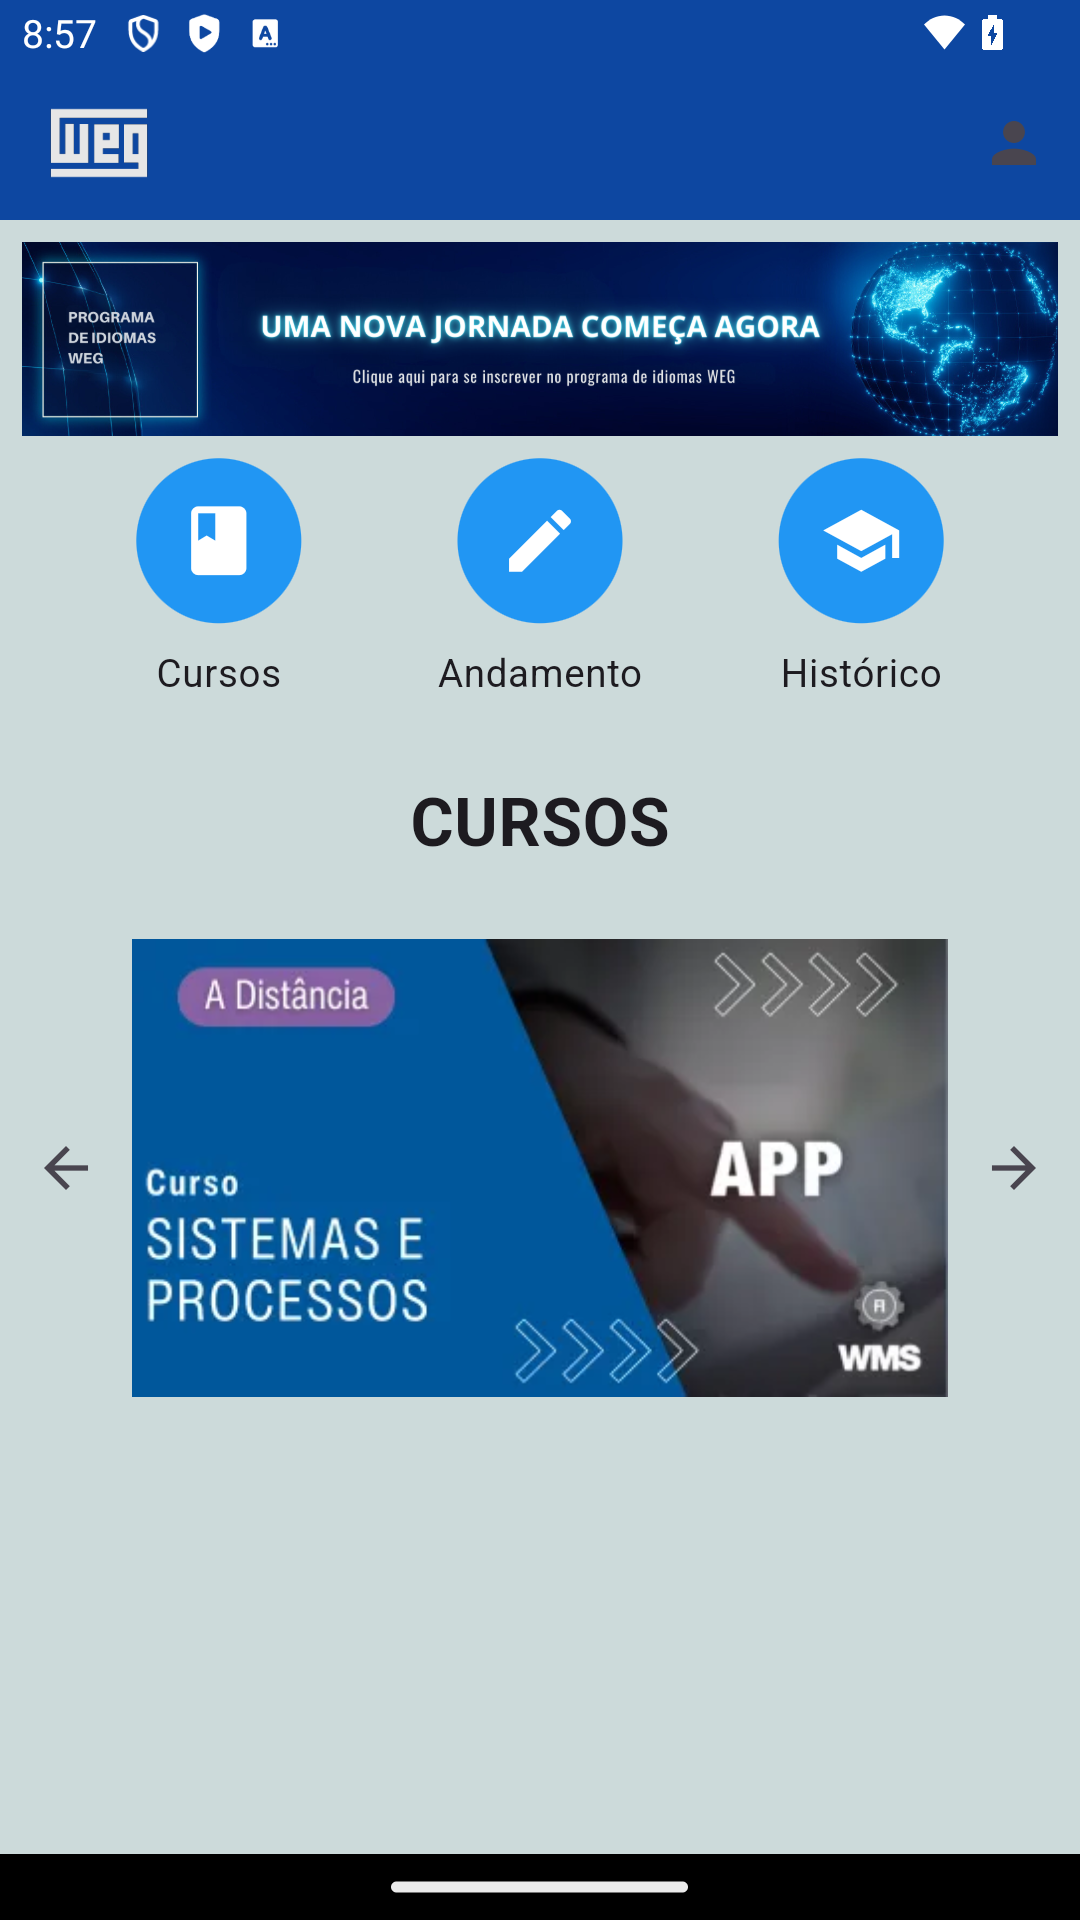 8:57
weg
PROGRAMA
DE IDIOMAS
WEG
UMA NOVA JORNADA COMEÇA AGORA
Clique aqui para se inscrever no programa de idiomas WEG
Cursos
Andamento
Histórico
CURSOS
A Distância
Curso
SISTEMAS E
PROCESSOS
APP
WMS